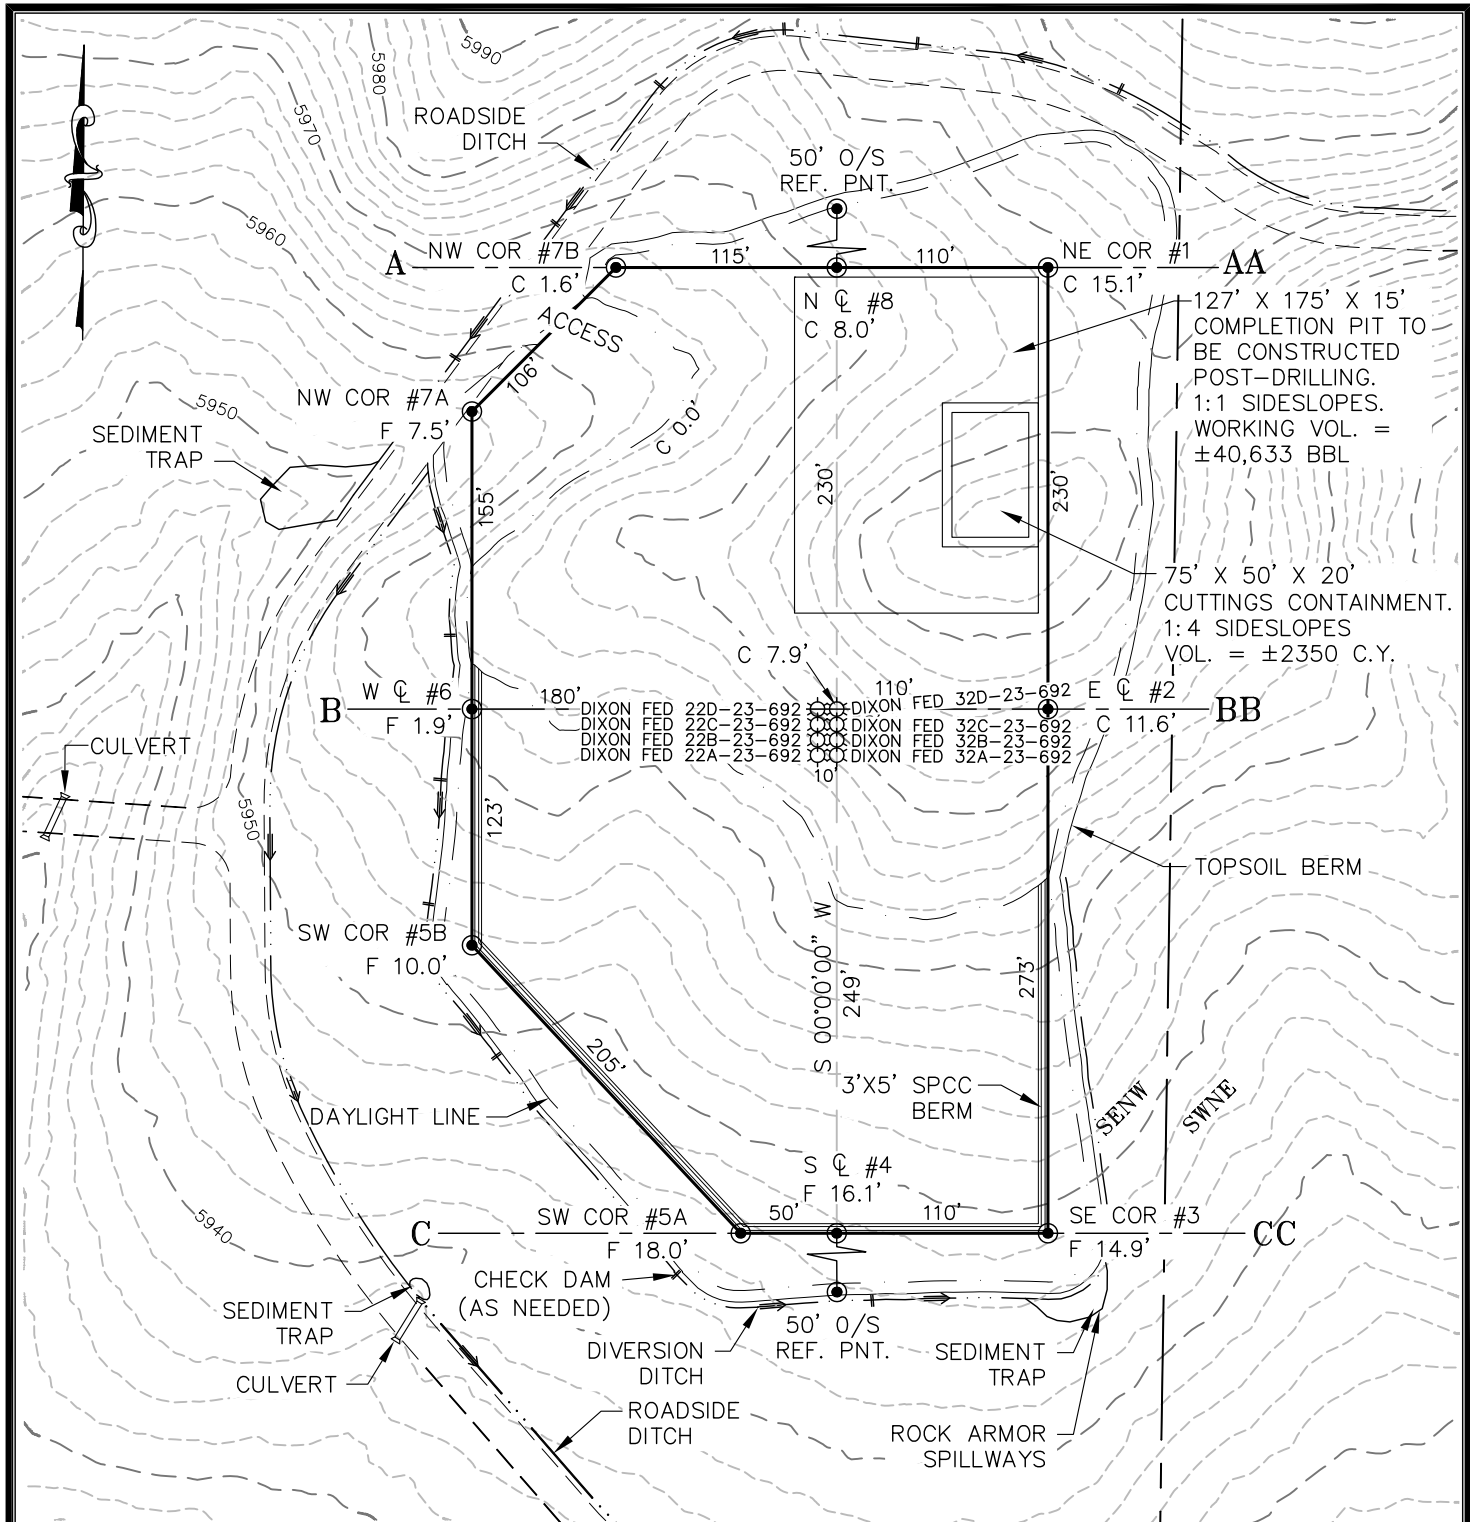 5990
5980
5970
5960
5950
5950
5940
ROADSIDE
DITCH
50' O/S
REF. PNT.
A
NW COR #7B
C 1.6'
115'
110'
NE COR #1
C 15.1'
AA
N ℄ #8
C 8.0'
127' X 175' X 15'
COMPLETION PIT TO
BE CONSTRUCTED
POST-DRILLING.
1:1 SIDESLOPES.
WORKING VOL. =
±40,633 BBL
ACCESS
106'
NW COR #7A
F 7.5'
C 0.0'
SEDIMENT
TRAP
155'
230'
230'
75' X 50' X 20'
CUTTINGS CONTAINMENT.
1:4 SIDESLOPES
VOL. = ±2350 C.Y.
C 7.9'
B
W ℄ #6
F 1.9'
180'
110'
E ℄ #2
C 11.6'
BB
DIXON FED 22D-23-692
DIXON FED 32D-23-692
DIXON FED 22C-23-692
DIXON FED 32C-23-692
DIXON FED 22B-23-692
DIXON FED 32B-23-692
DIXON FED 22A-23-692
DIXON FED 32A-23-692
10'
CULVERT
123'
TOPSOIL BERM
SW COR #5B
F 10.0'
S 00°00'00" W
249'
273'
205'
3'X5' SPCC
BERM
DAYLIGHT LINE
SENW
SWNE
S ℄ #4
F 16.1'
C
SW COR #5A
F 18.0'
50'
110'
SE COR #3
F 14.9'
CC
CHECK DAM
(AS NEEDED)
SEDIMENT
TRAP
CULVERT
DIVERSION
DITCH
50' O/S
REF. PNT.
SEDIMENT
TRAP
ROADSIDE
DITCH
ROCK ARMOR
SPILLWAYS